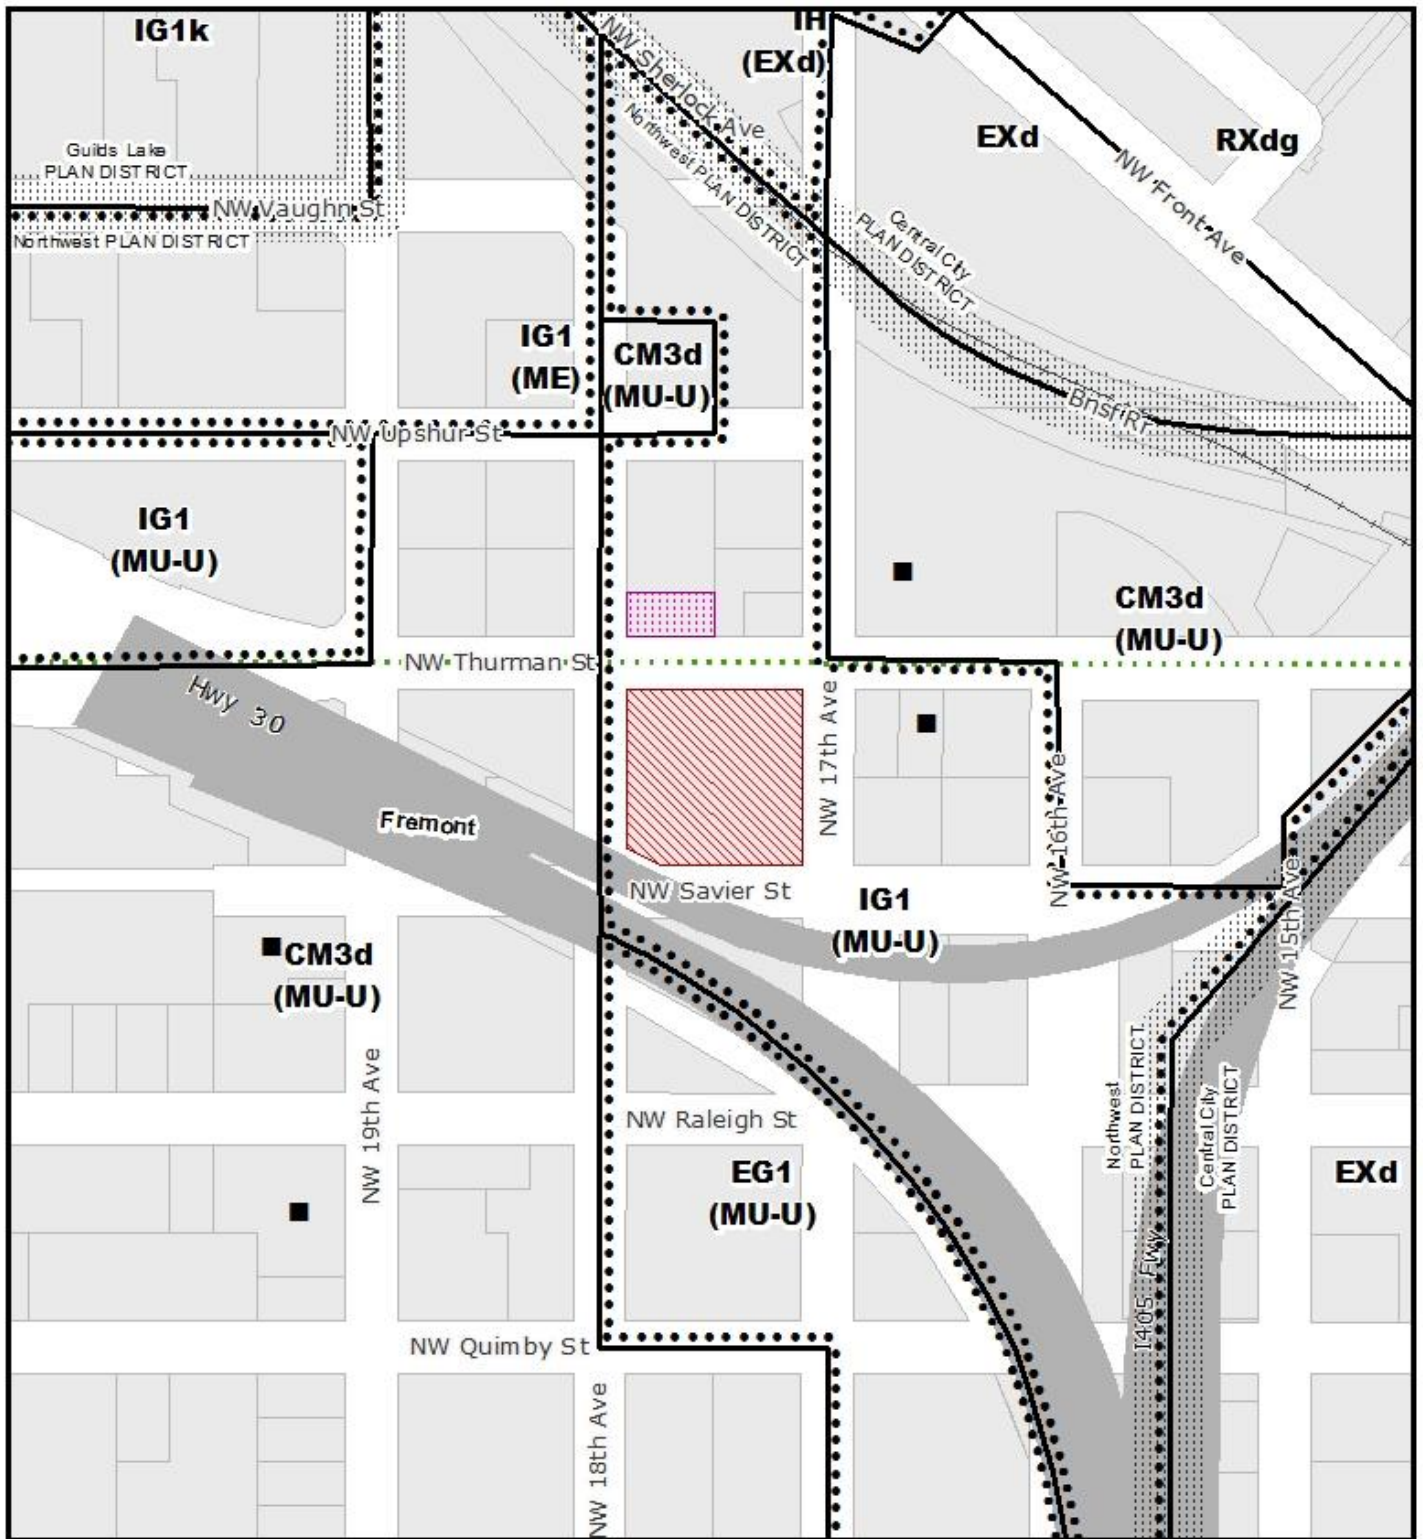 IG1k
IH
(EXd)
NW Sherlock Ave
Northwest PLAN DISTRICT
EXd
RXdg
NW Front Ave
Guilds Lake
PLAN DISTRICT
NW Vaughn St
Northwest PLAN DISTRICT
Central City
PLAN DISTRICT
IG1
(ME)
CM3d
(MU-U)
Bnsf Rr
NW Upshur St
IG1
(MU-U)
CM3d
(MU-U)
NW Thurman St
Hwy 30
NW 17th Ave
Fremont
NW 16th Ave
NW Savier St
IG1
(MU-U)
NW 15th Ave
CM3d
(MU-U)
NW 19th Ave
NW Raleigh St
Northwest
PLAN DISTRICT
Central City
PLAN DISTRICT
EG1
(MU-U)
EXd
I405 FWY
NW Quimby St
NW 18th Ave